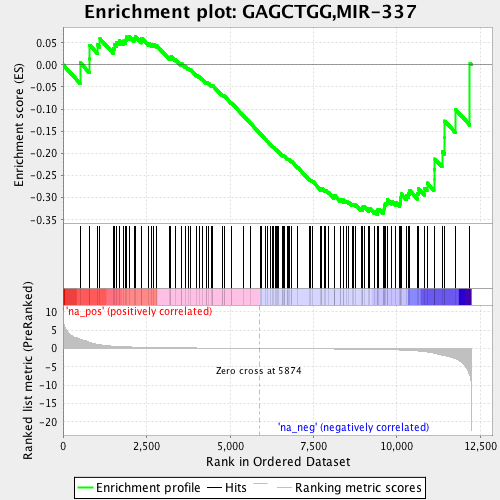 Enrichment plot: GAGCTGG,MIR-337
Enrichment score (ES)
0.05
0.00
-0.05
-0.10
-0.15
-0.20
-0.25
-0.30
-0.35
'na_pos' (positively correlated)
Ranked list metric (PreRanked)
10
5
0
-5
-10
-15
-20
Zero cross at 5874
'na_neg' (negatively correlated)
0
2,500
5,000
7,500
10,000
12,500
Rank in Ordered Dataset
Enrichment profile
Hits
Ranking metric scores